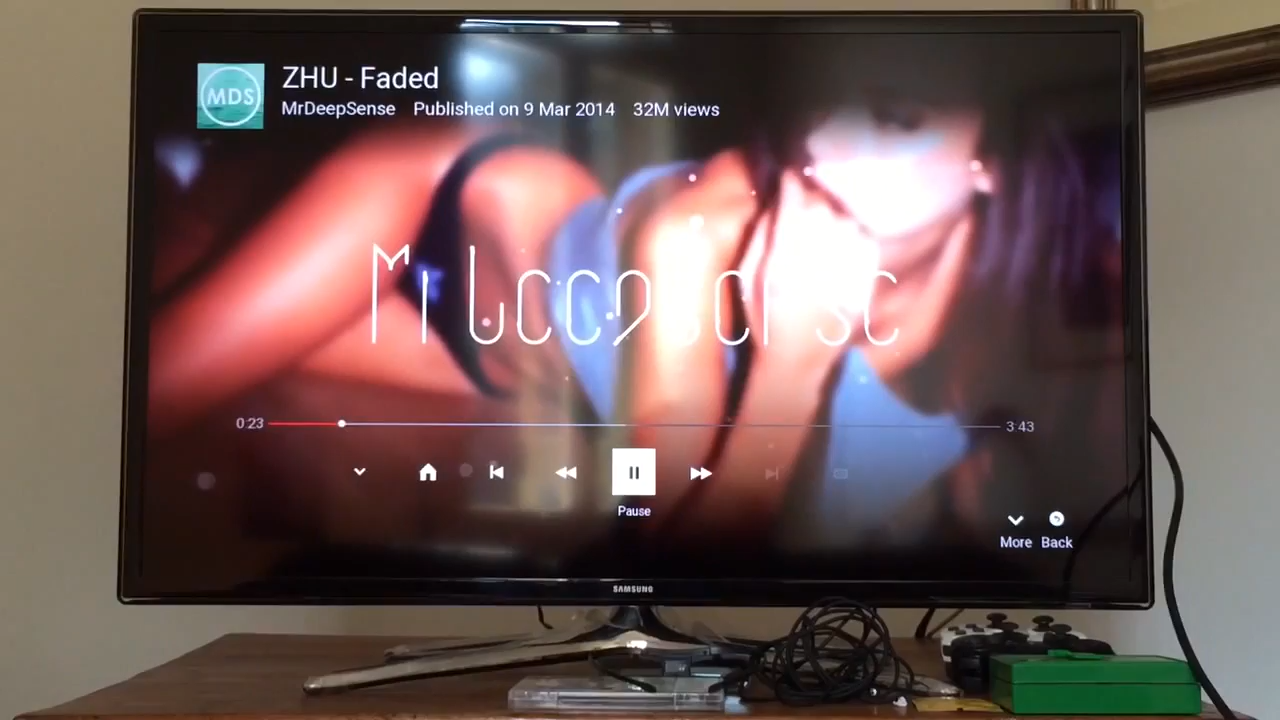 ZHU - Faded
MDS
MrDeepSense Published on 9 Mar 2014 32M views
0:23 3:43
Pause
More Back
SAMSUNG